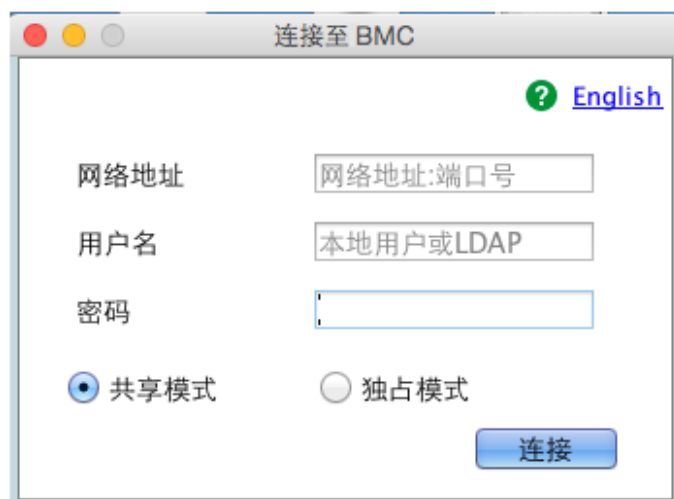 连接至 BMC
? English
网络地址 网络地址:端口号
用户名 本地用户或LDAP
密码
共享模式 独占模式
连接